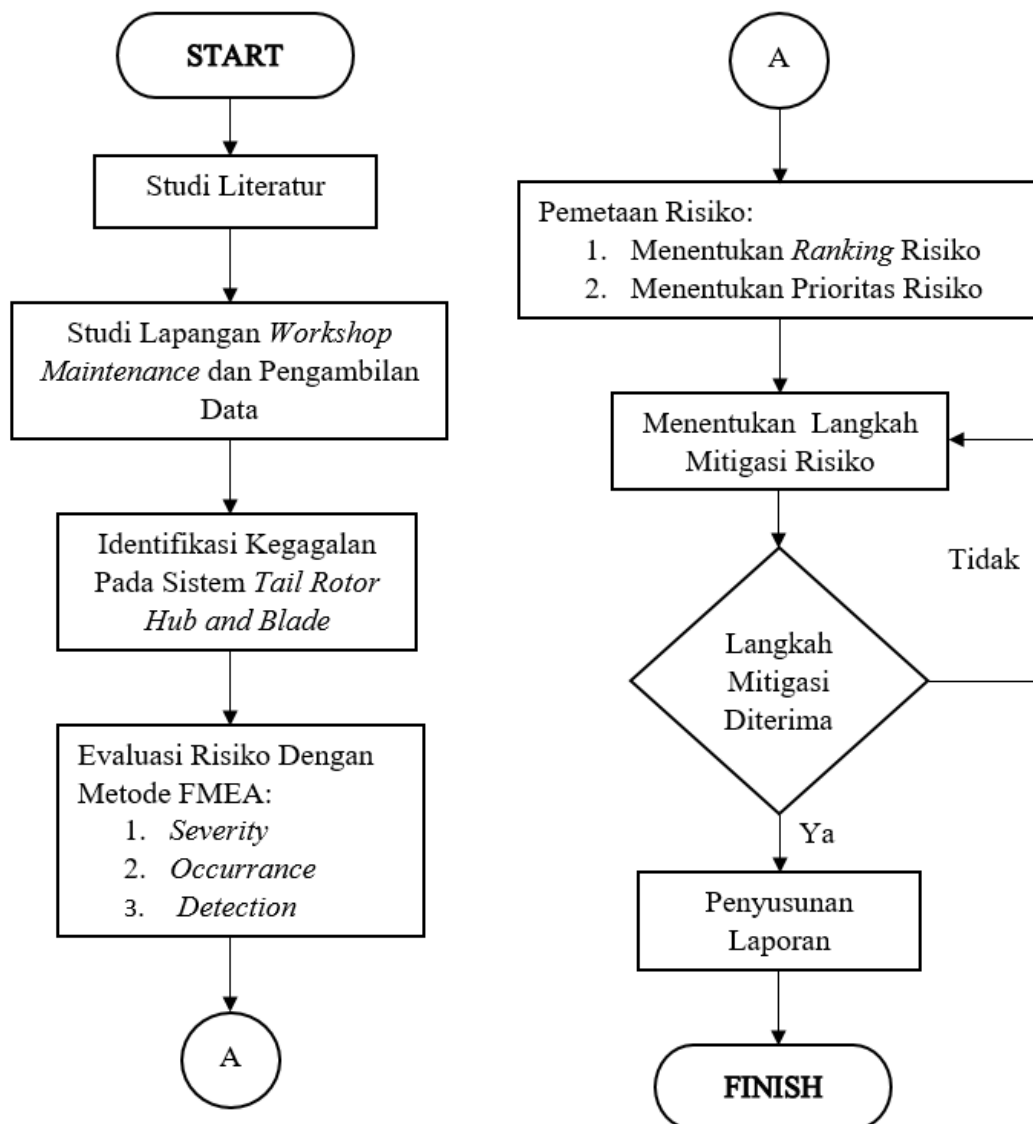 START
Studi Literatur
Studi Lapangan Workshop
Maintenance dan Pengambilan
Data
Identifikasi Kegagalan
Pada Sistem Tail Rotor
Hub and Blade
Evaluasi Risiko Dengan
Metode FMEA:
1. Severity
2. Occurrance
3. Detection
A
A
Pemetaan Risiko:
1. Menentukan Ranking Risiko
2. Menentukan Prioritas Risiko
Menentukan Langkah
Mitigasi Risiko
Tidak
Langkah
Mitigasi
Diterima
Ya
Penyusunan
Laporan
FINISH